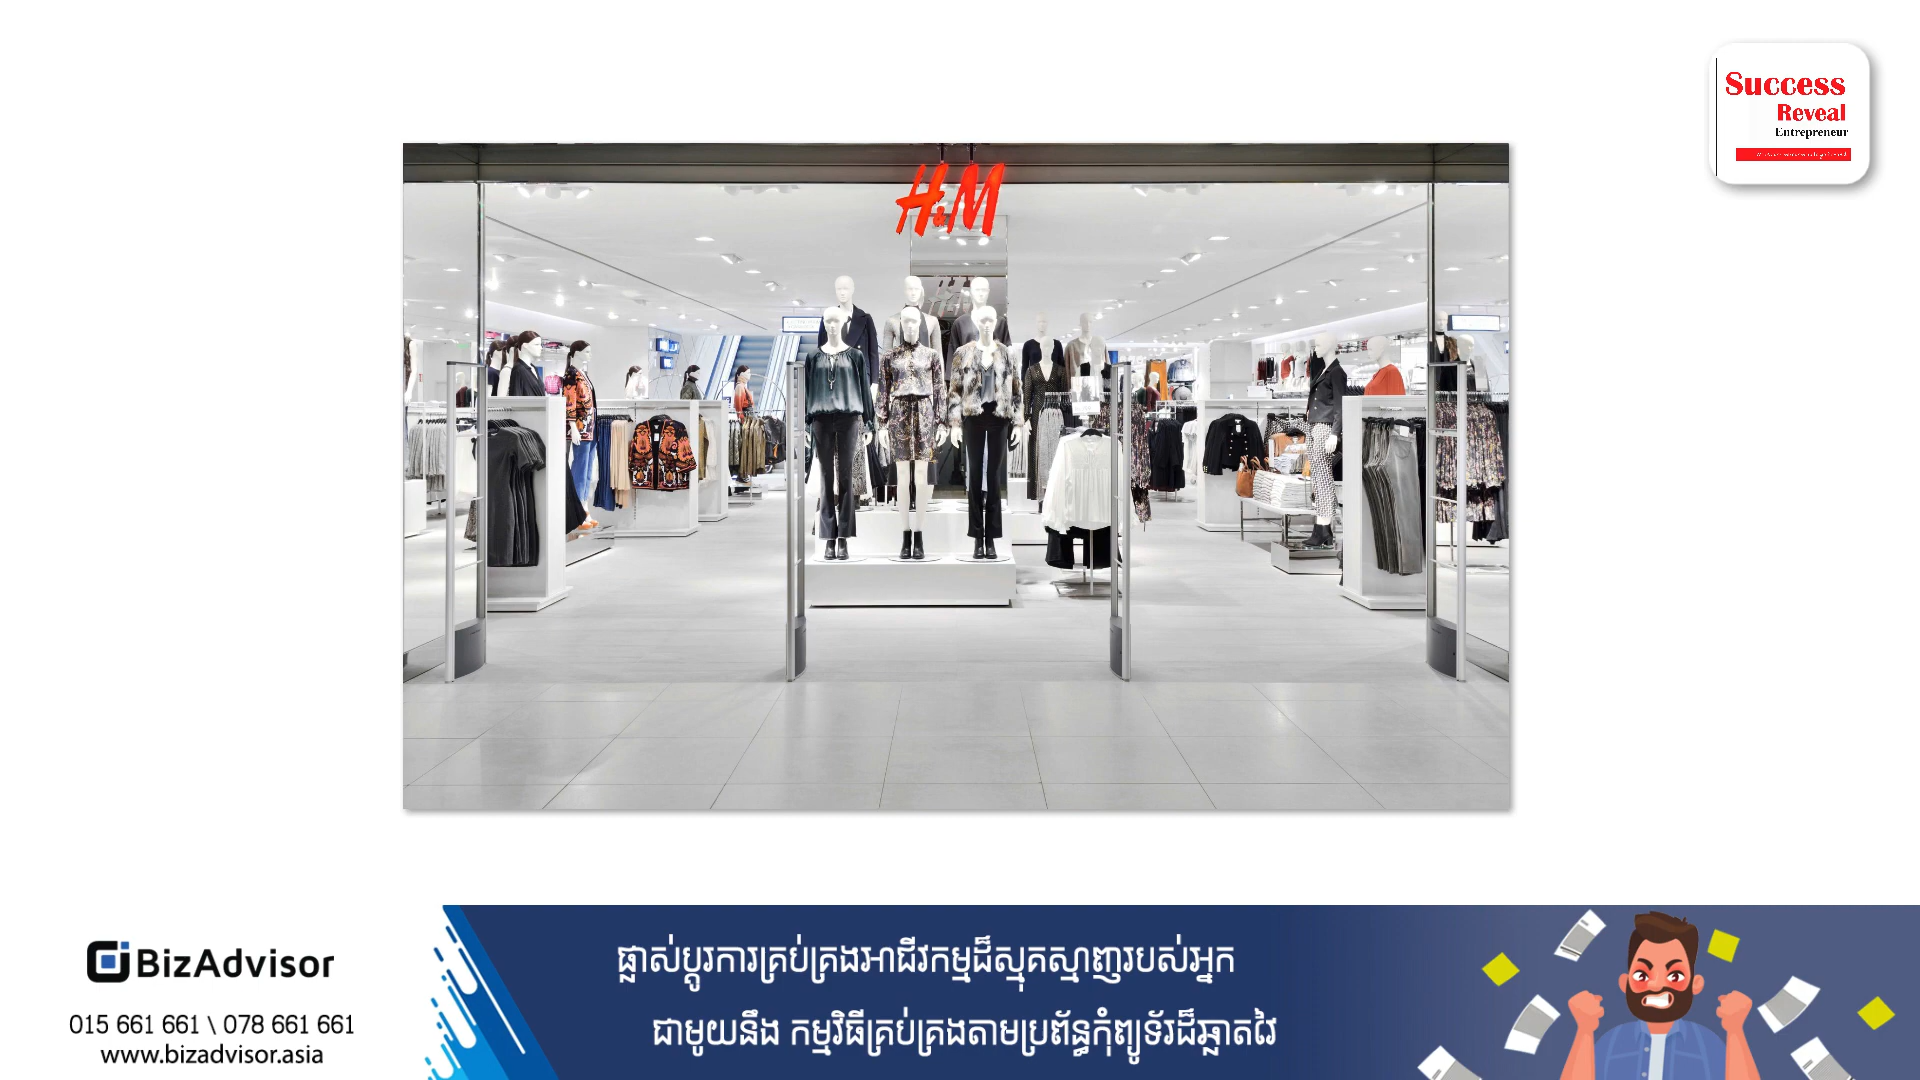 Success
Reveal
Entrepreneur
H&M
BizAdvisor
015 661 661 \ 078 661 661
www.bizadvisor.asia
ផ្លាស់ប្តូរការគ្រប់គ្រងអាជីវកម្មដ៏ស្មុគស្មាញរបស់អ្នក
ជាមួយនឹង កម្មវិធីគ្រប់គ្រងតាមប្រព័ន្ធកុំព្យូទ័រដ៏ឆ្លាតវៃ